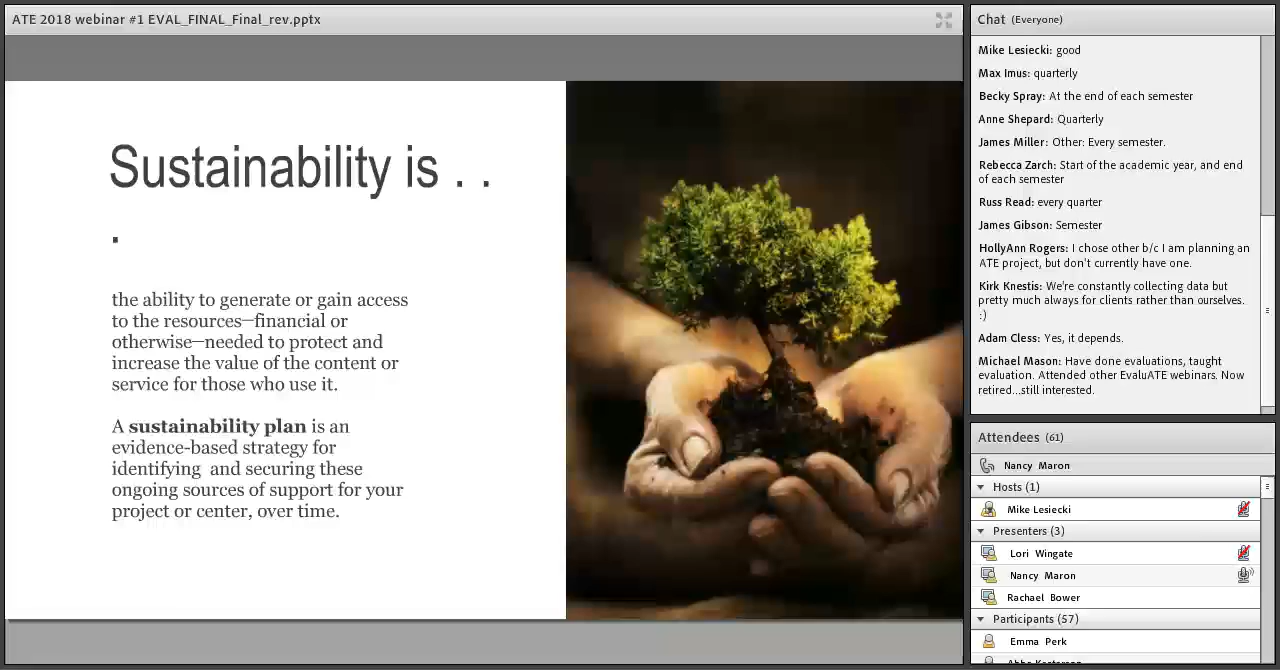 ATE 2018 webinar #1 EVAL_FINAL_Final_rev.pptx
Sustainability is . .
.
the ability to generate or gain access
to the resources—financial or
otherwise—needed to protect and
increase the value of the content or
service for those who use it.
A sustainability plan is an
evidence-based strategy for
identifying  and securing these
ongoing sources of support for your
project or center, over time.
Chat (Everyone)
Mike Lesiecki: good
Max Imus: quarterly
Becky Spray: At the end of each semester
Anne Shepard: Quarterly
James Miller: Other: Every semester.
Rebecca Zarch: Start of the academic year, and end
of each semester
Russ Read: every quarter
James Gibson: Semester
HollyAnn Rogers: I chose other b/c I am planning an
ATE project, but don't currently have one.
Kirk Knestis: We're constantly collecting data but
pretty much always for clients rather than ourselves.
:)
Adam Cless: Yes, it depends.
Michael Mason: Have done evaluations, taught
evaluation. Attended other EvaluATE webinars. Now
retired...still interested.
Attendees (61)
Nancy Maron
Hosts (1)
Mike Lesiecki
Presenters (3)
Lori Wingate
Nancy Maron
Rachael Bower
Participants (57)
Emma Perk